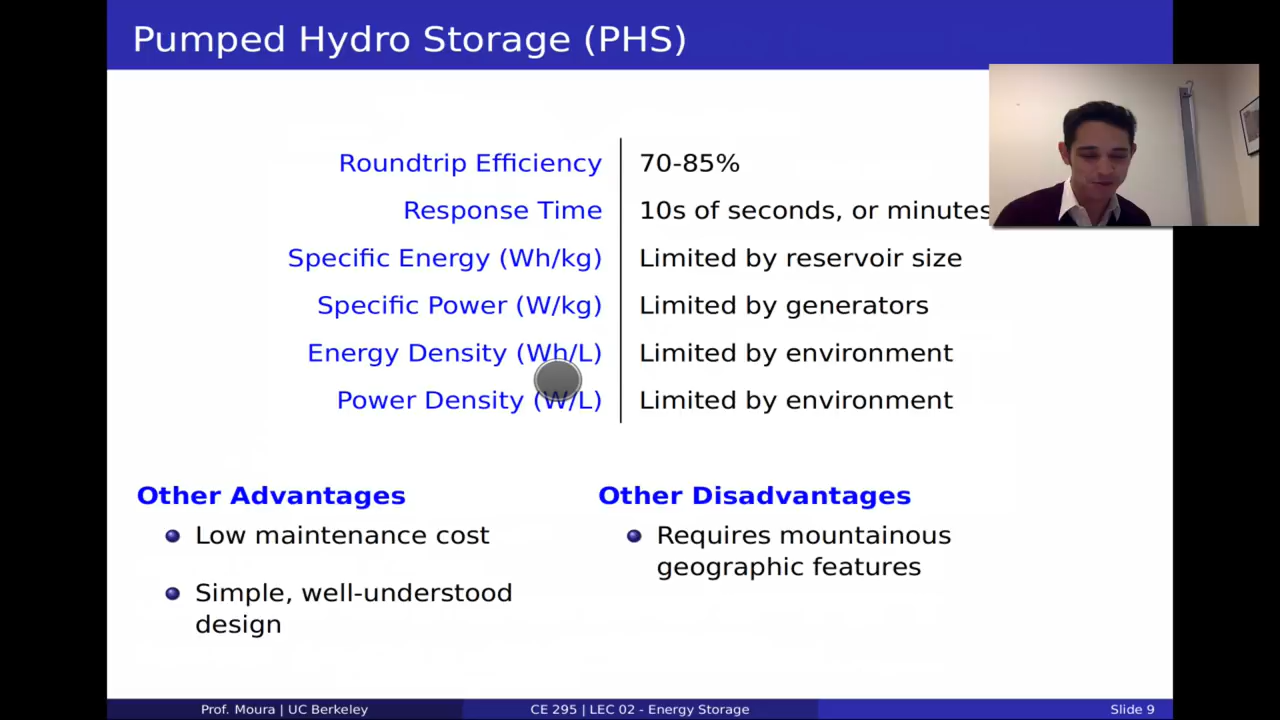 Pumped Hydro Storage (PHS)
Roundtrip Efficiency 70-85%
Response Time 10s of seconds, or minutes
Specific Energy (Wh/kg) Limited by reservoir size
Specific Power (W/kg) Limited by generators
Energy Density (Wh/L) Limited by environment
Power Density (W/L) Limited by environment
Other Advantages
Low maintenance cost
Simple, well-understood
design
Other Disadvantages
Requires mountainous
geographic features
Prof. Moura | UC Berkeley CE 295 | LEC 02 - Energy Storage Slide 9